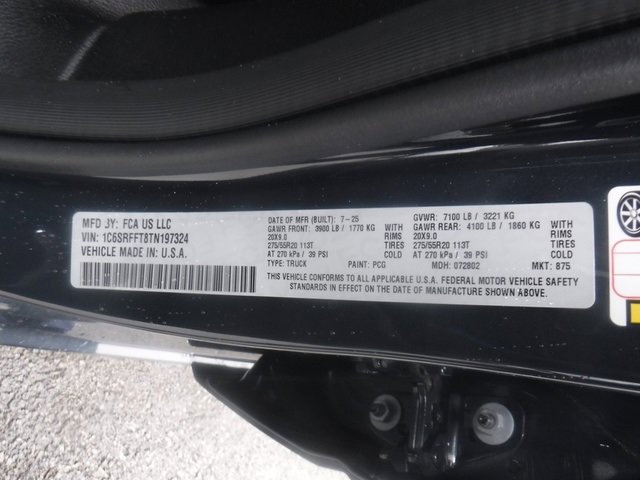 MFD BY: FCA US LLC
VIN: 1C6SRFFT8TN197324
VEHICLE MADE IN U.S.A.
DATE OF MFR (BUILT): 7-25 GVWR: 7100 LB / 3221 KG
GAWR FRONT: 3900 LB / 1770 KG WITH GAWR REAR: 4100 LB / 1860 KG WITH
20X9.0 RIMS 20X9.0 RIMS
275/55R20 113T TIRES 275/55R20 113T TIRES
AT 270 kPa / 39 PSI COLD AT 270 kPa / 39 PSI COLD
TYPE: TRUCK PAINT: PCG MDH: 072802 MKT: 875
THIS VEHICLE CONFORMS TO ALL APPLICABLE U.S.A. FEDERAL MOTOR VEHICLE SAFETY
STANDARDS IN EFFECT ON THE DATE OF MANUFACTURE SHOWN ABOVE.